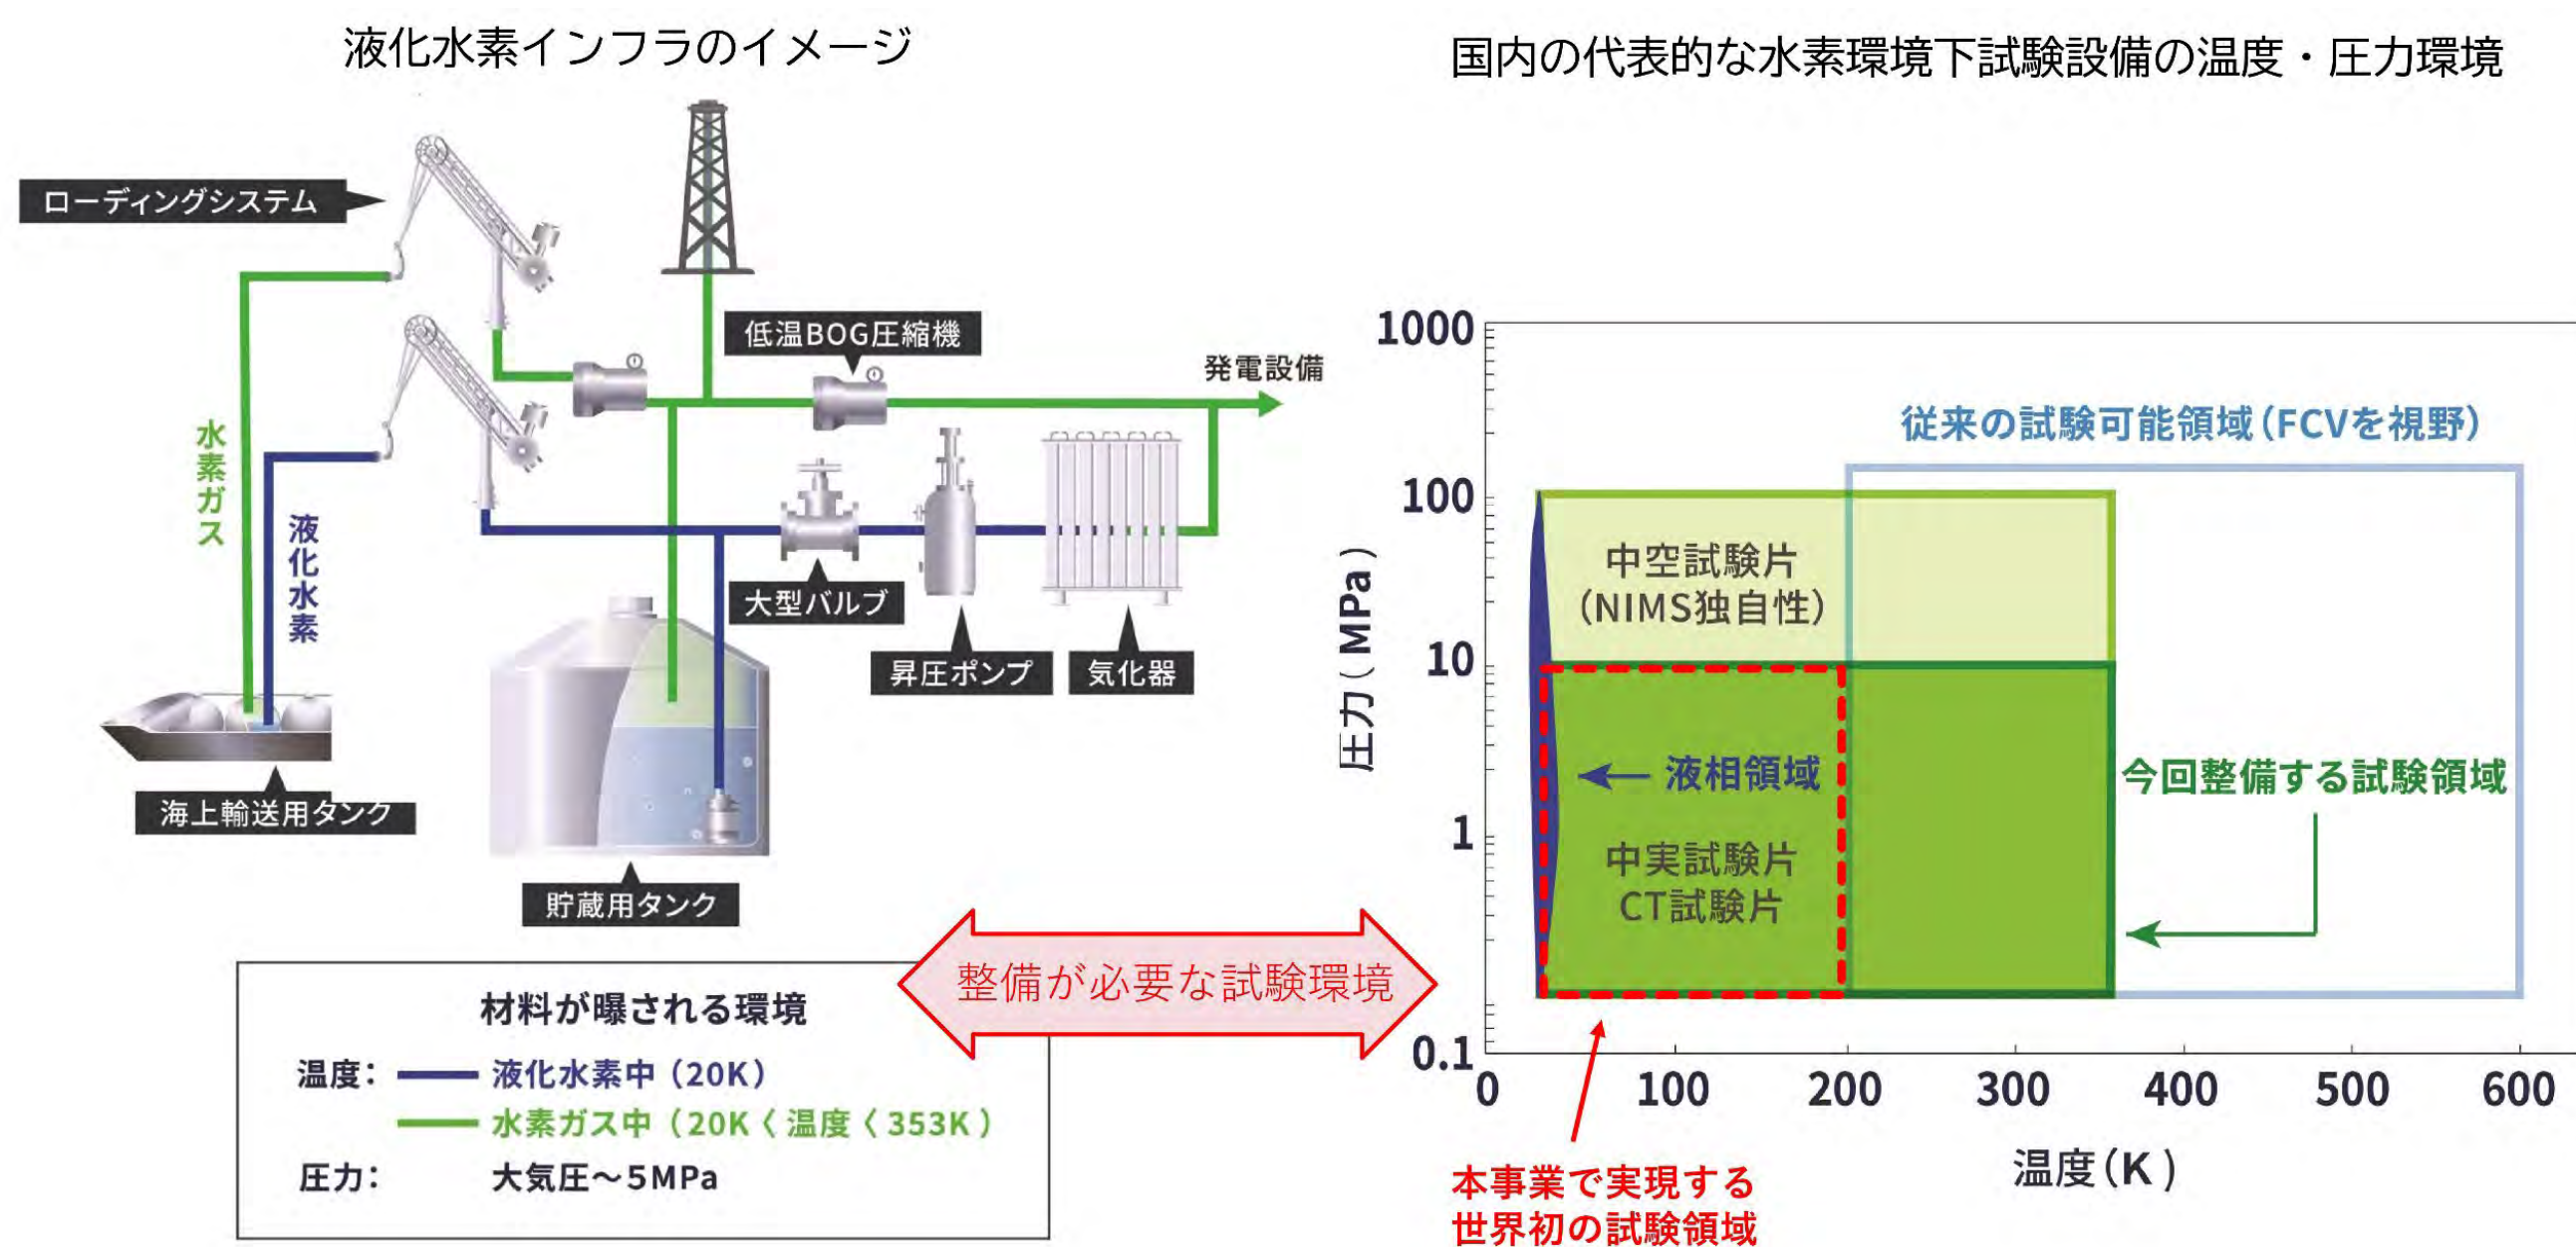 液化水素インフラのイメージ
ローディングシステム
低温BOG圧縮機
発電設備
水素ガス
液化水素
大型バルブ
昇圧ポンプ
気化器
海上輸送用タンク
貯蔵用タンク
材料が曝される環境
温度：
液化水素中（20K）
水素ガス中（20K〈温度〈353K）
圧力：
大気圧～5MPa
整備が必要な試験環境
国内の代表的な水素環境下試験設備の温度・圧力環境
1000
100
10
1
0.1
圧力（MPa）
従来の試験可能領域（FCVを視野）
中空試験片
（NIMS独自性）
液相領域
中実試験片
CT試験片
今回整備する試験領域
0
100
200
300
400
500
600
温度（K）
本事業で実現する
世界初の試験領域